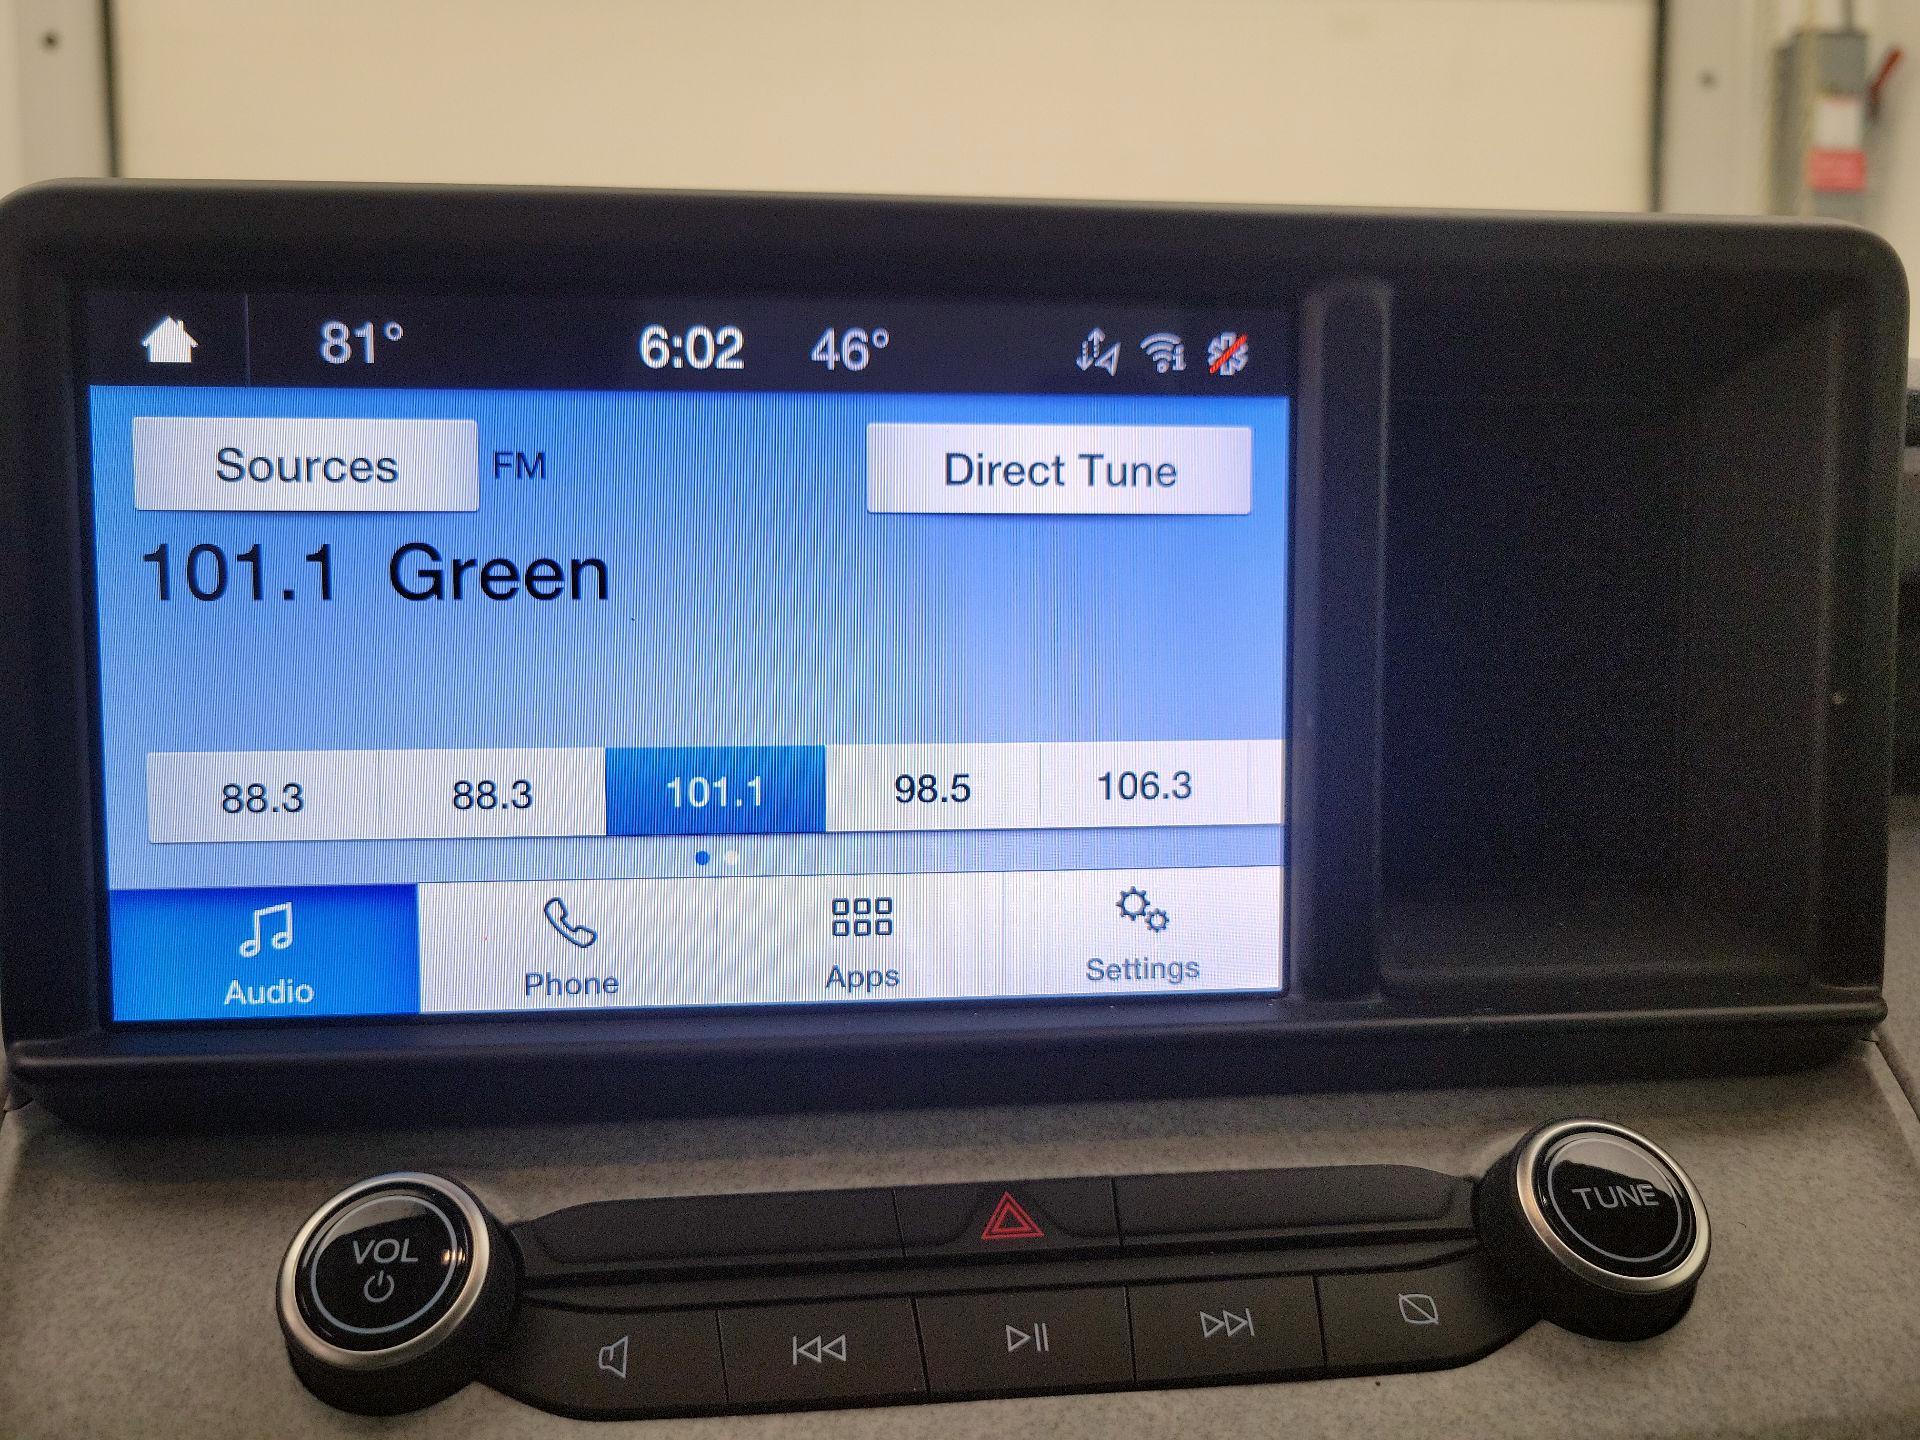 81° 6:02 46°
Sources FM Direct Tune
101.1 Green
88.3 88.3 101.1 98.5 106.3
Audio Phone Apps Settings
VOL TUNE